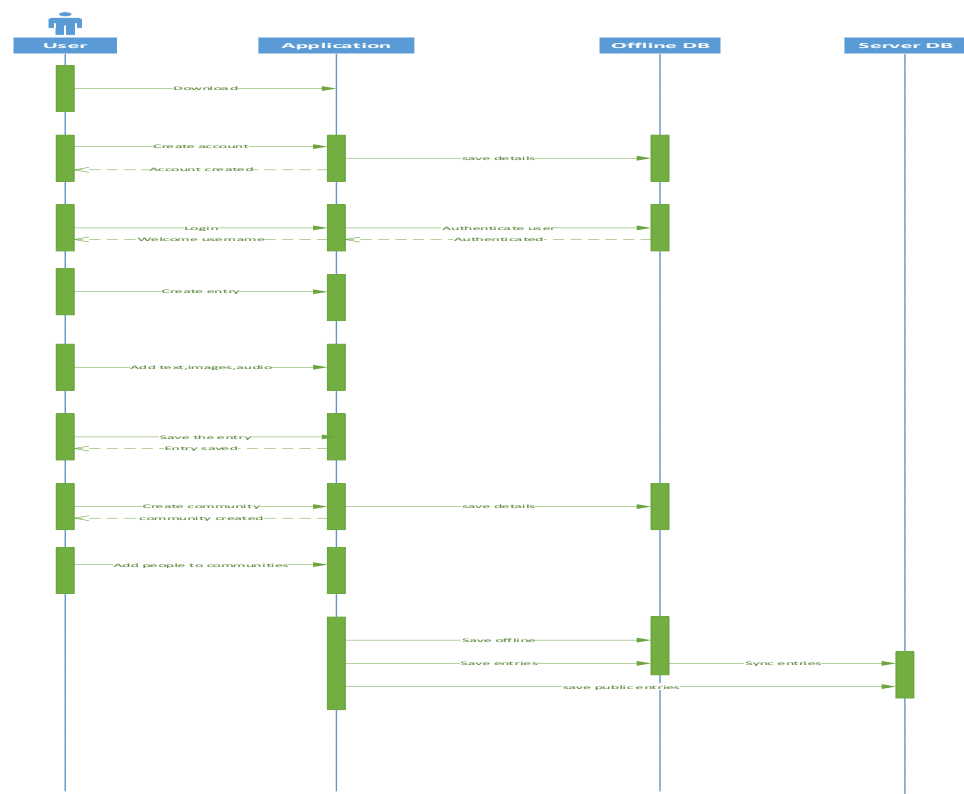 User
Application
Offline DB
Server DB
Download
Create account
save details
Account created
Login
Authenticate user
Welcome username
Authenticated
Create entry
Add text,images,audio
Save the entry
Entry saved
Create community
save details
community created
Add people to communities
Save offline
Save entries
Sync entries
save public entries